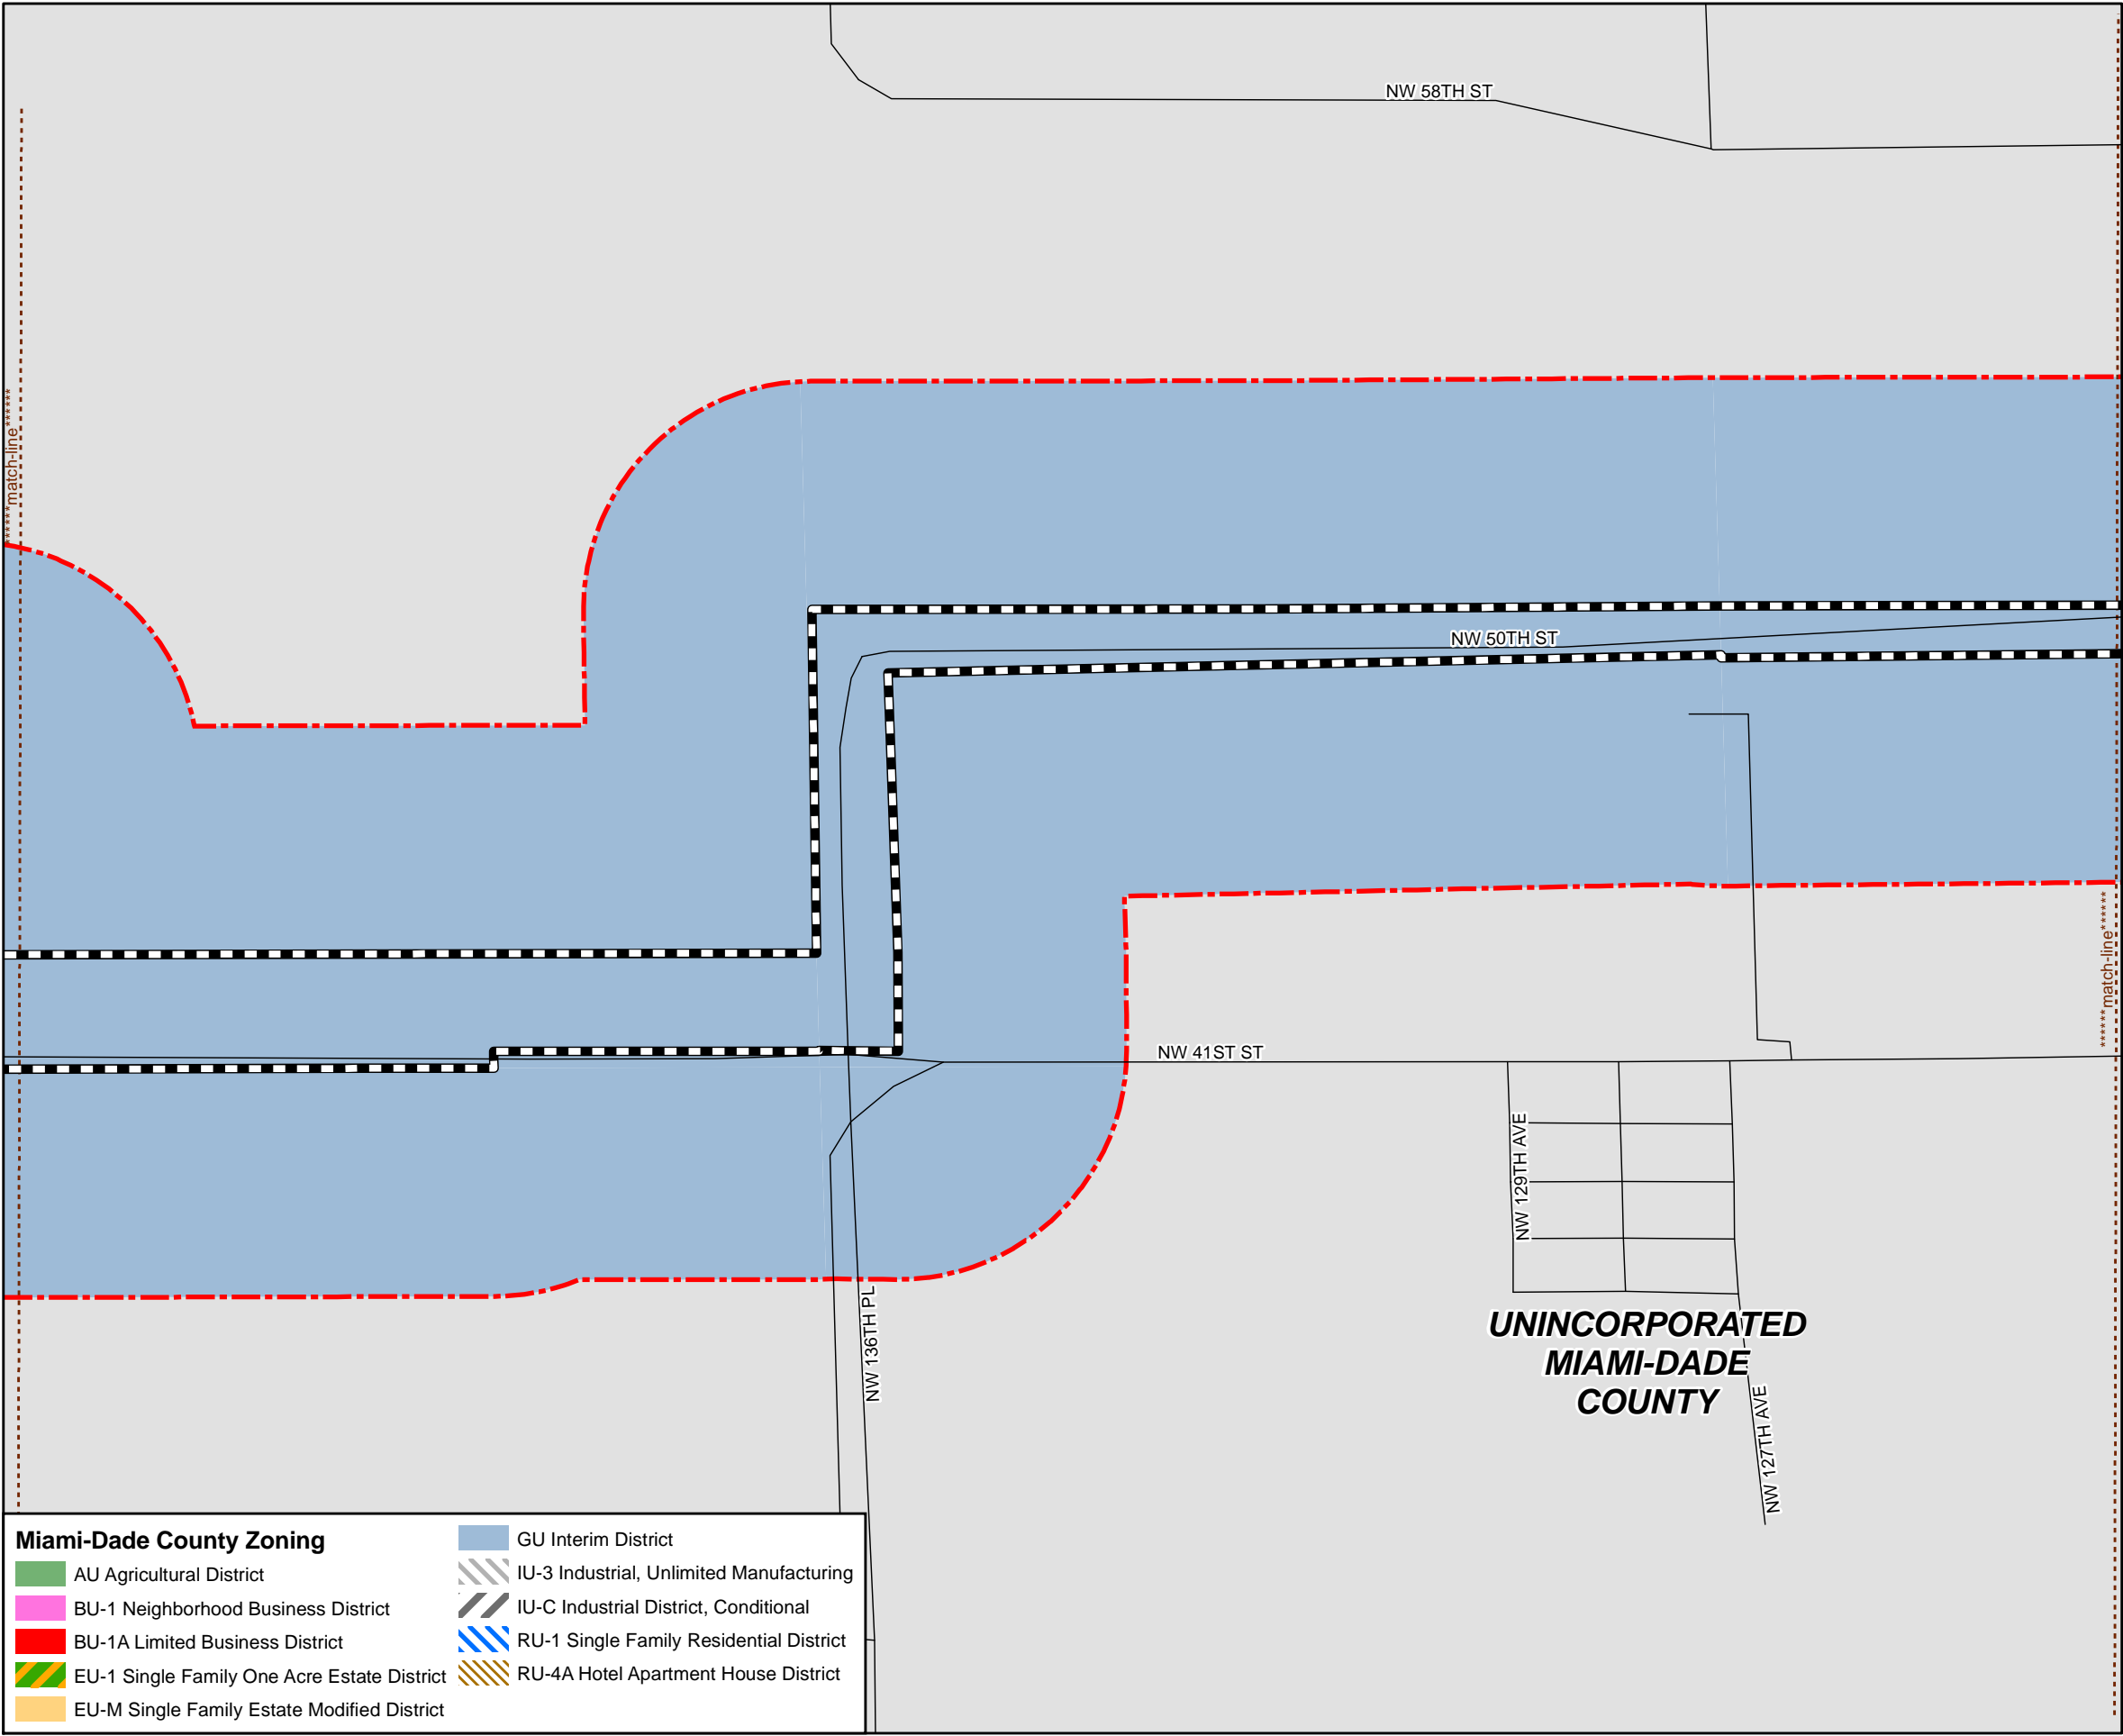 NW 58TH ST
******match-line******
NW 50TH ST
******match-line******
NW 41ST ST
NW 129TH AVE
NW 136TH PL
UNINCORPORATED
MIAMI-DADE
COUNTY
NW 127TH AVE
Miami-Dade County Zoning
AU Agricultural District
BU-1 Neighborhood Business District
BU-1A Limited Business District
EU-1 Single Family One Acre Estate District
EU-M Single Family Estate Modified District
GU Interim District
IU-3 Industrial, Unlimited Manufacturing
IU-C Industrial District, Conditional
RU-1 Single Family Residential District
RU-4A Hotel Apartment House District